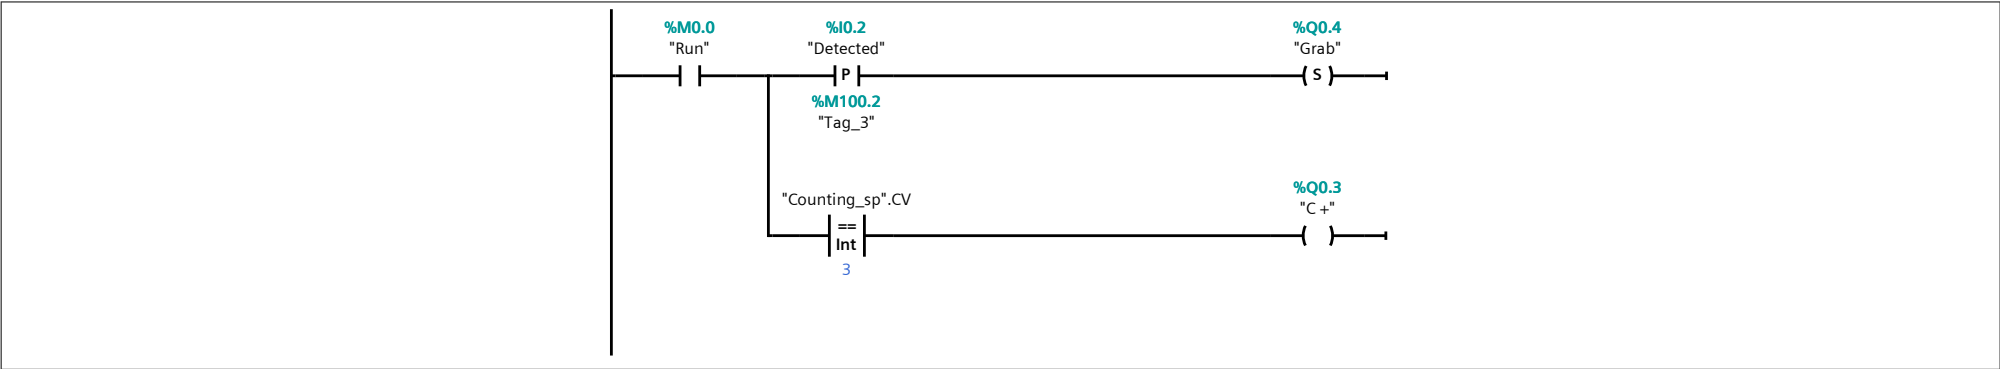 %M0.0
"Run"
%I0.2
"Detected"
P
%M100.2
"Tag_3"
%Q0.4
"Grab"
S
"Counting_sp".CV
==
Int
3
%Q0.3
"C +"